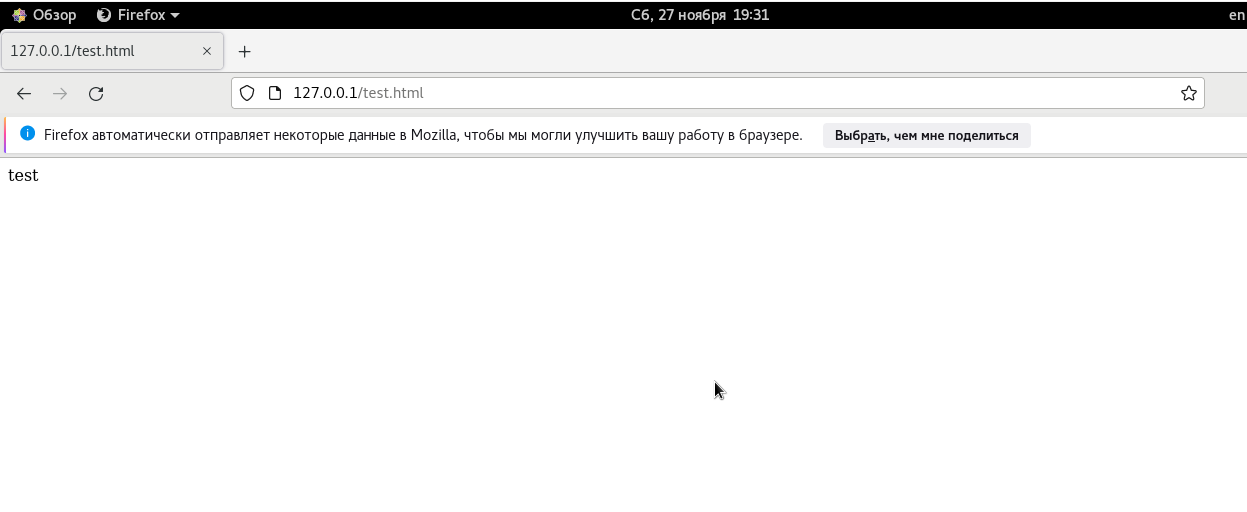 Обзор Firefox Сб, 27 ноября 19:31 en
127.0.0.1/test.html
127.0.0.1/test.html
Firefox автоматически отправляет некоторые данные в Mozilla, чтобы мы могли улучшить вашу работу в браузере. Выбрать, чем мне поделиться
test